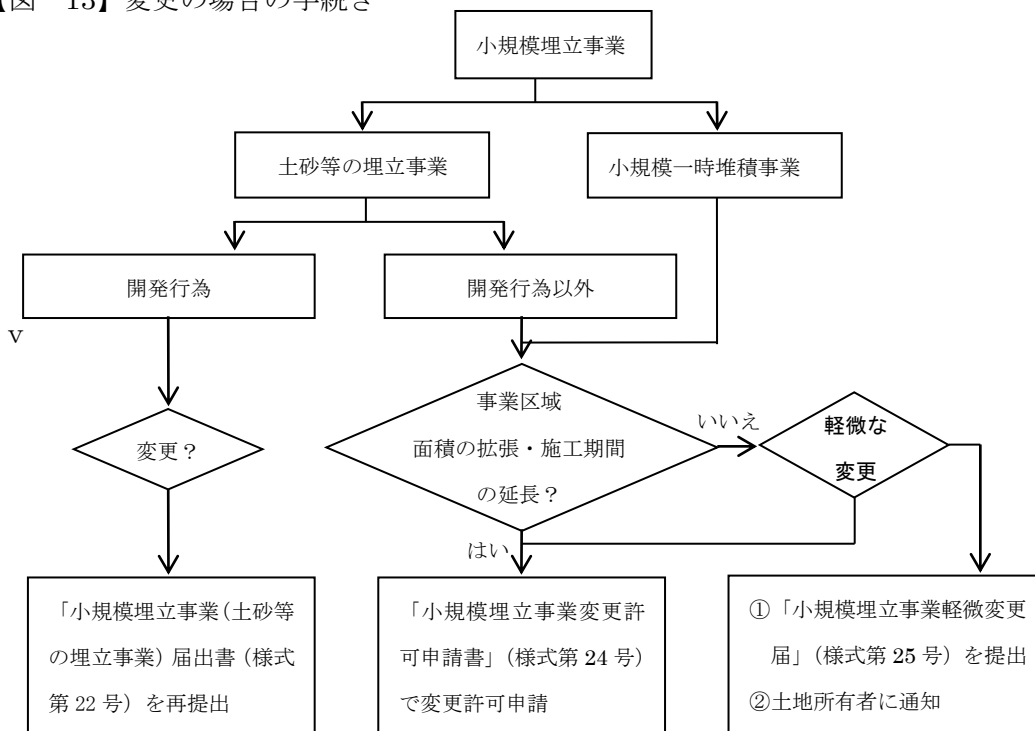 【図 13】変更の場合の手続き
小規模埋立事業
土砂等の埋立事業
小規模一時堆積事業
開発行為
開発行為以外
v
変更？
事業区域
面積の拡張・施工期間
の延長？
いいえ
軽微な
変更
はい
「小規模埋立事業（土砂等
の埋立事業）届出書（様式
第 22 号）を再提出
「小規模埋立事業変更許
可申請書」（様式第 24 号）
で変更許可申請
①「小規模埋立事業軽微変更
届」（様式第 25 号）を提出
②土地所有者に通知